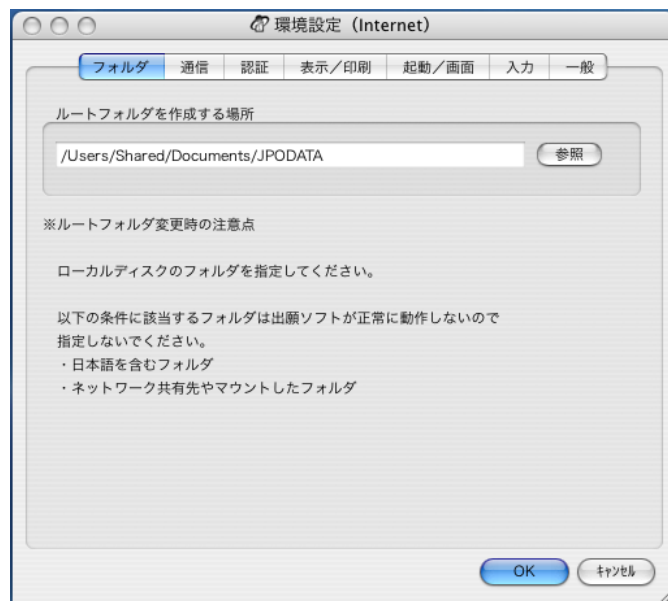 環境設定（Internet）
フォルダ 通信 認証 表示／印刷 起動／画面 入力 一般
ルートフォルダを作成する場所
/Users/Shared/Documents/JPODATA 参照
※ルートフォルダ変更時の注意点
ローカルディスクのフォルダを指定してください。
以下の条件に該当するフォルダは出願ソフトが正常に動作しないので
指定しないでください。
・日本語を含むフォルダ
・ネットワーク共有先やマウントしたフォルダ
OK ｷｬﾝｾﾙ